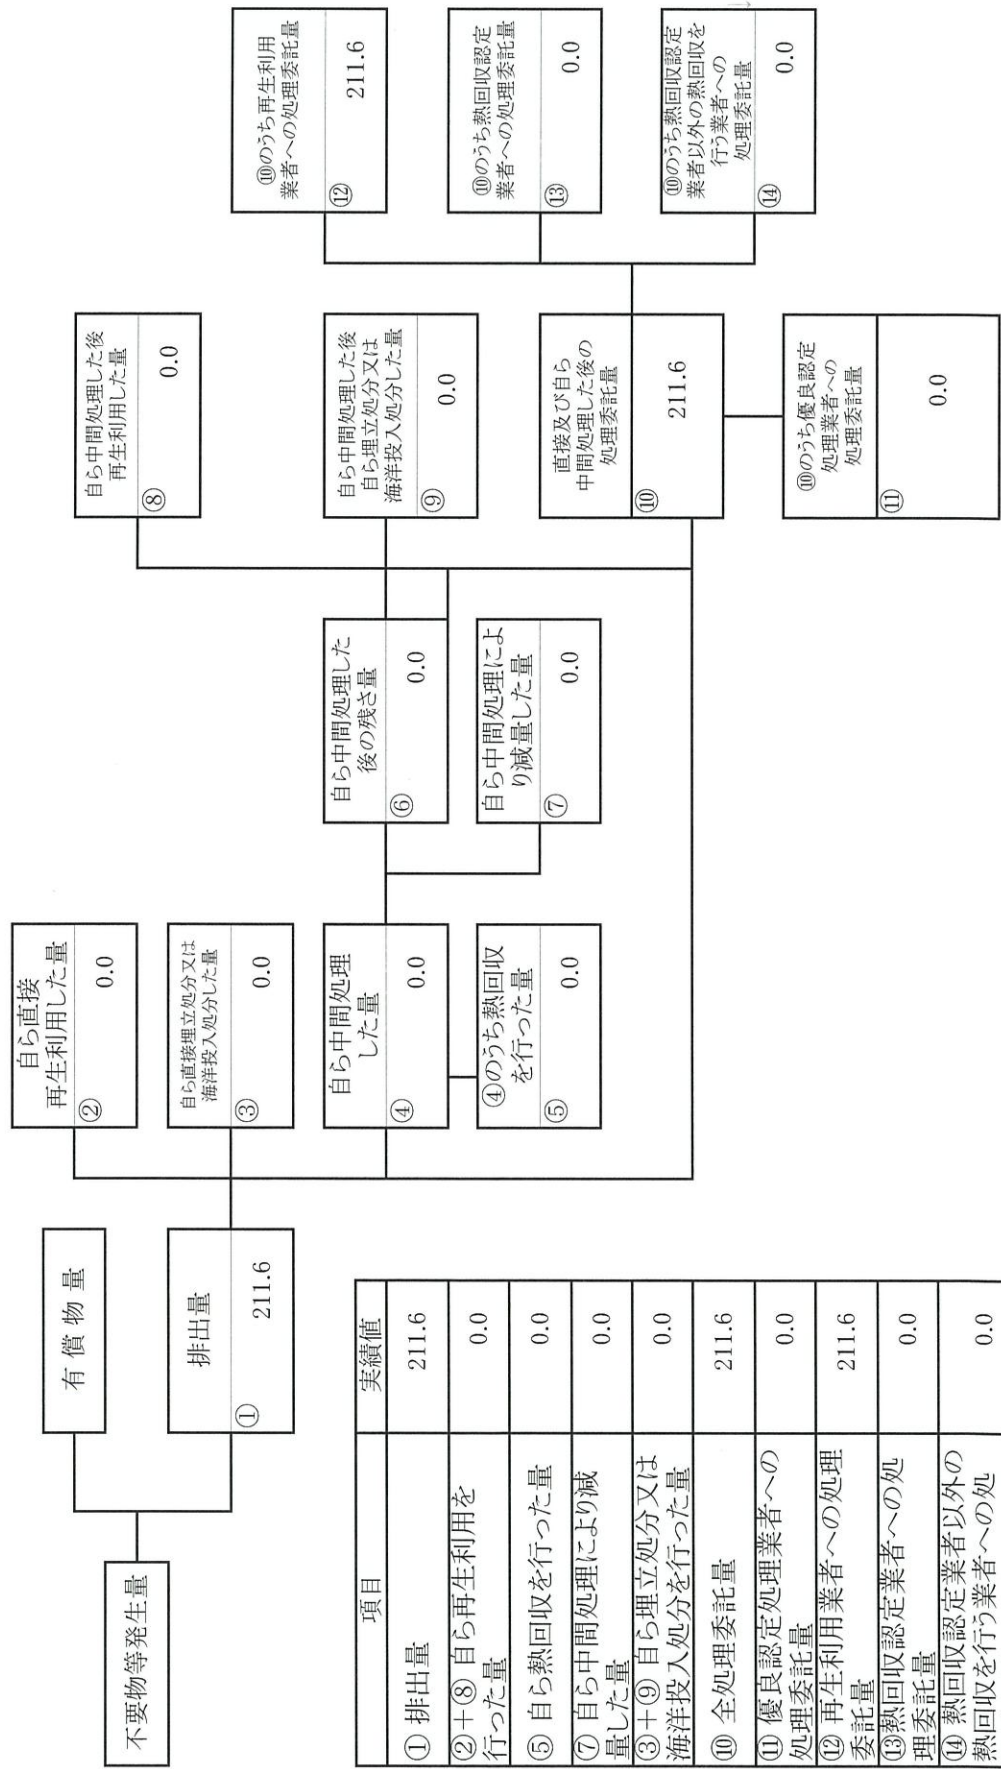 不要物等発生量
有償物量
排出量
① 211.6
自ら直接
再生利用した量
② 0.0
自ら直接埋立処分又は
海洋投入処分した量
③ 0.0
自ら中間処理
した量
④ 0.0
④のうち熱回収
を行った量
⑤ 0.0
自ら中間処理した
後の残さ量
⑥ 0.0
自ら中間処理によ
り減量した量
⑦ 0.0
自ら中間処理した後
再生利用した量
⑧ 0.0
自ら中間処理した後
自ら埋立処分又は
海洋投入処分した量
⑨ 0.0
直接及び自ら
中間処理した後の
処理委託量
⑩ 211.6
⑩のうち優良認定
処理業者への
処理委託量
⑪ 0.0
⑩のうち再生利用
業者への処理委託量
⑫ 211.6
⑩のうち熱回収認定
業者への処理委託量
⑬ 0.0
⑩のうち熱回収認定
業者以外の熱回収を
行う業者への
処理委託量
⑭ 0.0
項目 実績値
① 排出量 211.6
②+⑧ 自ら再生利用を
行った量 0.0
⑤ 自ら熱回収を行った量 0.0
⑦ 自ら中間処理により減
量した量 0.0
③+⑨ 自ら埋立処分又は
海洋投入処分を行った量 0.0
⑩ 全処理委託量 211.6
⑪ 優良認定処理業者への
処理委託量 0.0
⑫ 再生利用業者への処理
委託量 211.6
⑬熱回収認定業者への処
理委託量 0.0
⑭ 熱回収認定業者以外の
熱回収を行う業者への処 0.0